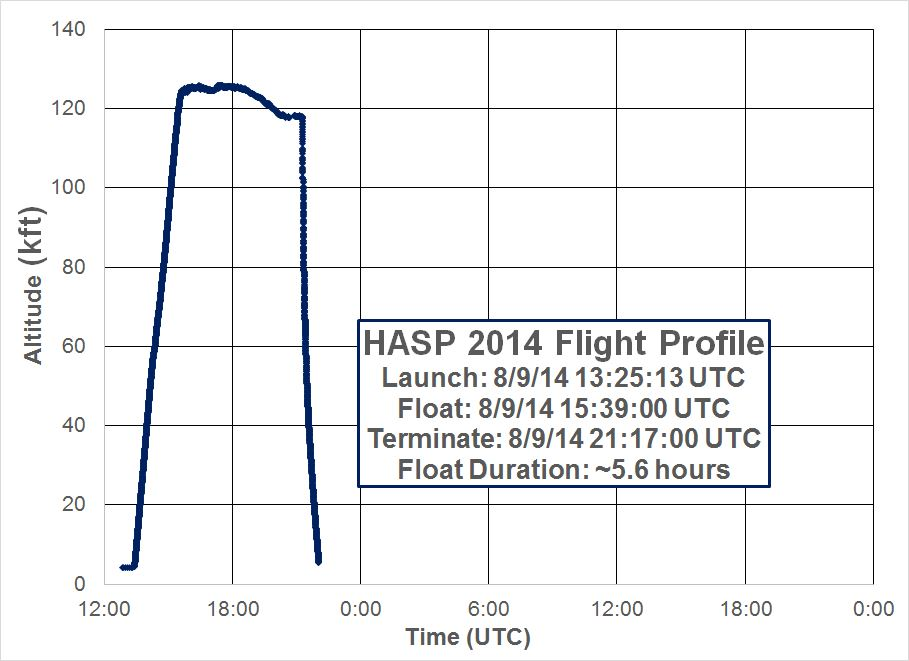 140
120
100
80
60
40
20
0
Altitude (kft)
HASP 2014 Flight Profile
Launch: 8/9/14 13:25:13 UTC
Float: 8/9/14 15:39:00 UTC
Terminate: 8/9/14 21:17:00 UTC
Float Duration: ~5.6 hours
12:00 18:00 0:00 6:00 12:00 18:00 0:00
Time (UTC)